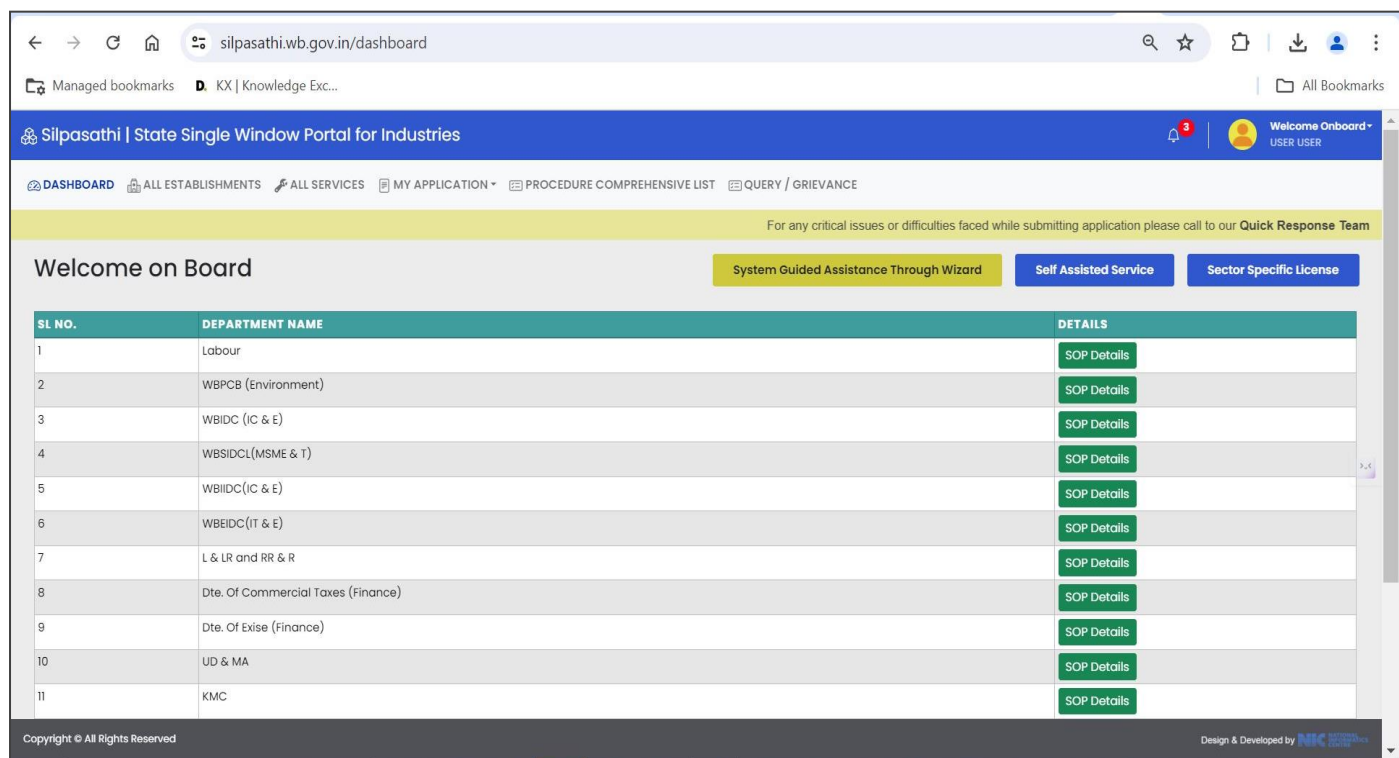 silpasathi.wb.gov.in/dashboard
Managed bookmarks D. KX | Knowledge Exc... All Bookmarks
Silpasathi | State Single Window Portal for Industries 3 Welcome Onboard
USER USER
DASHBOARD ALL ESTABLISHMENTS ALL SERVICES MY APPLICATION PROCEDURE COMPREHENSIVE LIST QUERY / GRIEVANCE
For any critical issues or difficulties faced while submitting application please call to our Quick Response Team
Welcome on Board System Guided Assistance Through Wizard Self Assisted Service Sector Specific License
SL NO. DEPARTMENT NAME DETAILS
1 Labour SOP Details
2 WBPCB (Environment) SOP Details
3 WBIDC (IC & E) SOP Details
4 WBSIDCL(MSME & T) SOP Details
5 WBIIDC(IC & E) SOP Details
6 WBEIDC(IT & E) SOP Details
7 L & LR and RR & R SOP Details
8 Dte. Of Commercial Taxes (Finance) SOP Details
9 Dte. Of Exise (Finance) SOP Details
10 UD & MA SOP Details
11 KMC SOP Details
Copyright © All Rights Reserved Design & Developed by NIC NATIONAL INFORMATICS CENTRE